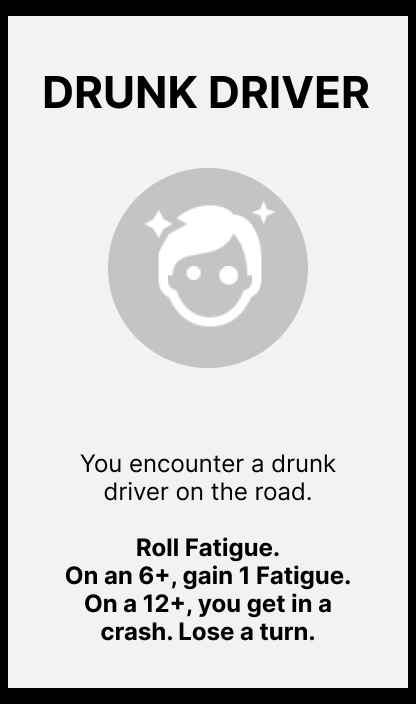 DRUNK DRIVER
You encounter a drunk
driver on the road.
Roll Fatigue.
On an 6+, gain 1 Fatigue.
On a 12+, you get in a
crash. Lose a turn.